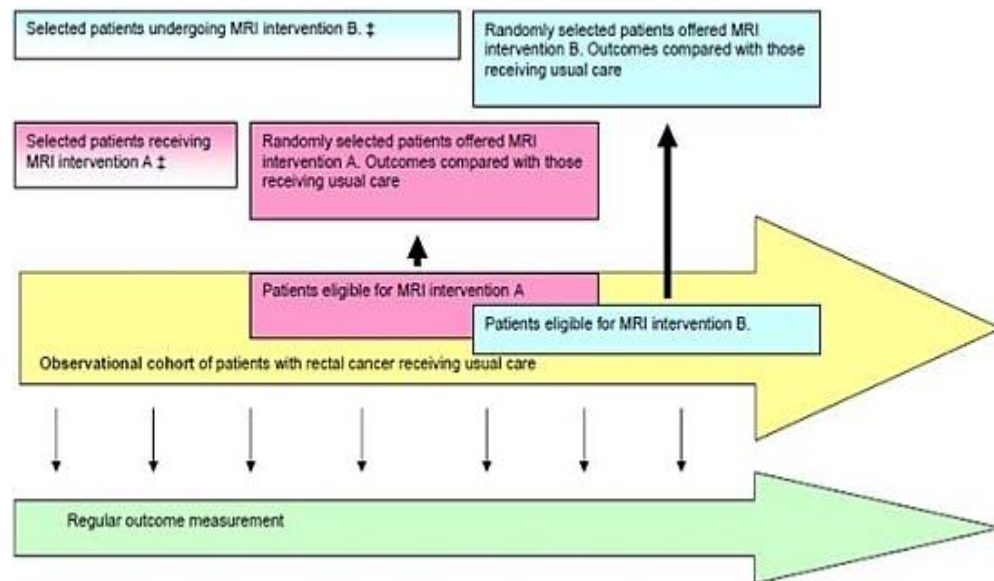 Selected patients undergoing MRI intervention B. ‡
Randomly selected patients offered MRI
intervention B. Outcomes compared with those
receiving usual care
Selected patients receiving
MRI intervention A ‡
Randomly selected patients offered MRI
intervention A. Outcomes compared with those
receiving usual care
Patients eligible for MRI intervention A
Patients eligible for MRI intervention B.
Observational cohort of patients with rectal cancer receiving usual care
Regular outcome measurement